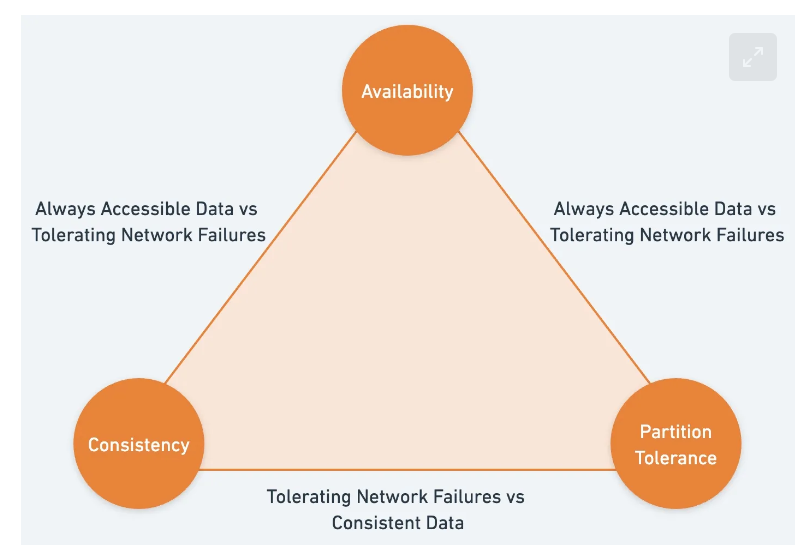 Availability
Always Accessible Data vs
Tolerating Network Failures
Always Accessible Data vs
Tolerating Network Failures
Consistency
Partition
Tolerance
Tolerating Network Failures vs
Consistent Data